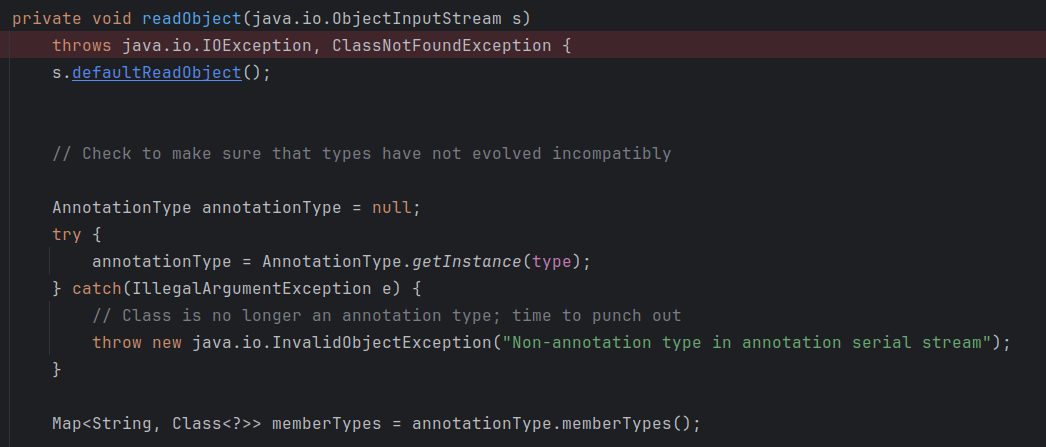 private void readObject(java.io.ObjectInputStream s)
throws java.io.IOException, ClassNotFoundException {
s.defaultReadObject();
// Check to make sure that types have not evolved incompatibly
AnnotationType annotationType = null;
try {
annotationType = AnnotationType.getInstance(type);
} catch(IllegalArgumentException e) {
// Class is no longer an annotation type; time to punch out
throw new java.io.InvalidObjectException("Non-annotation type in annotation serial stream");
}
Map<String, Class<?>> memberTypes = annotationType.memberTypes();